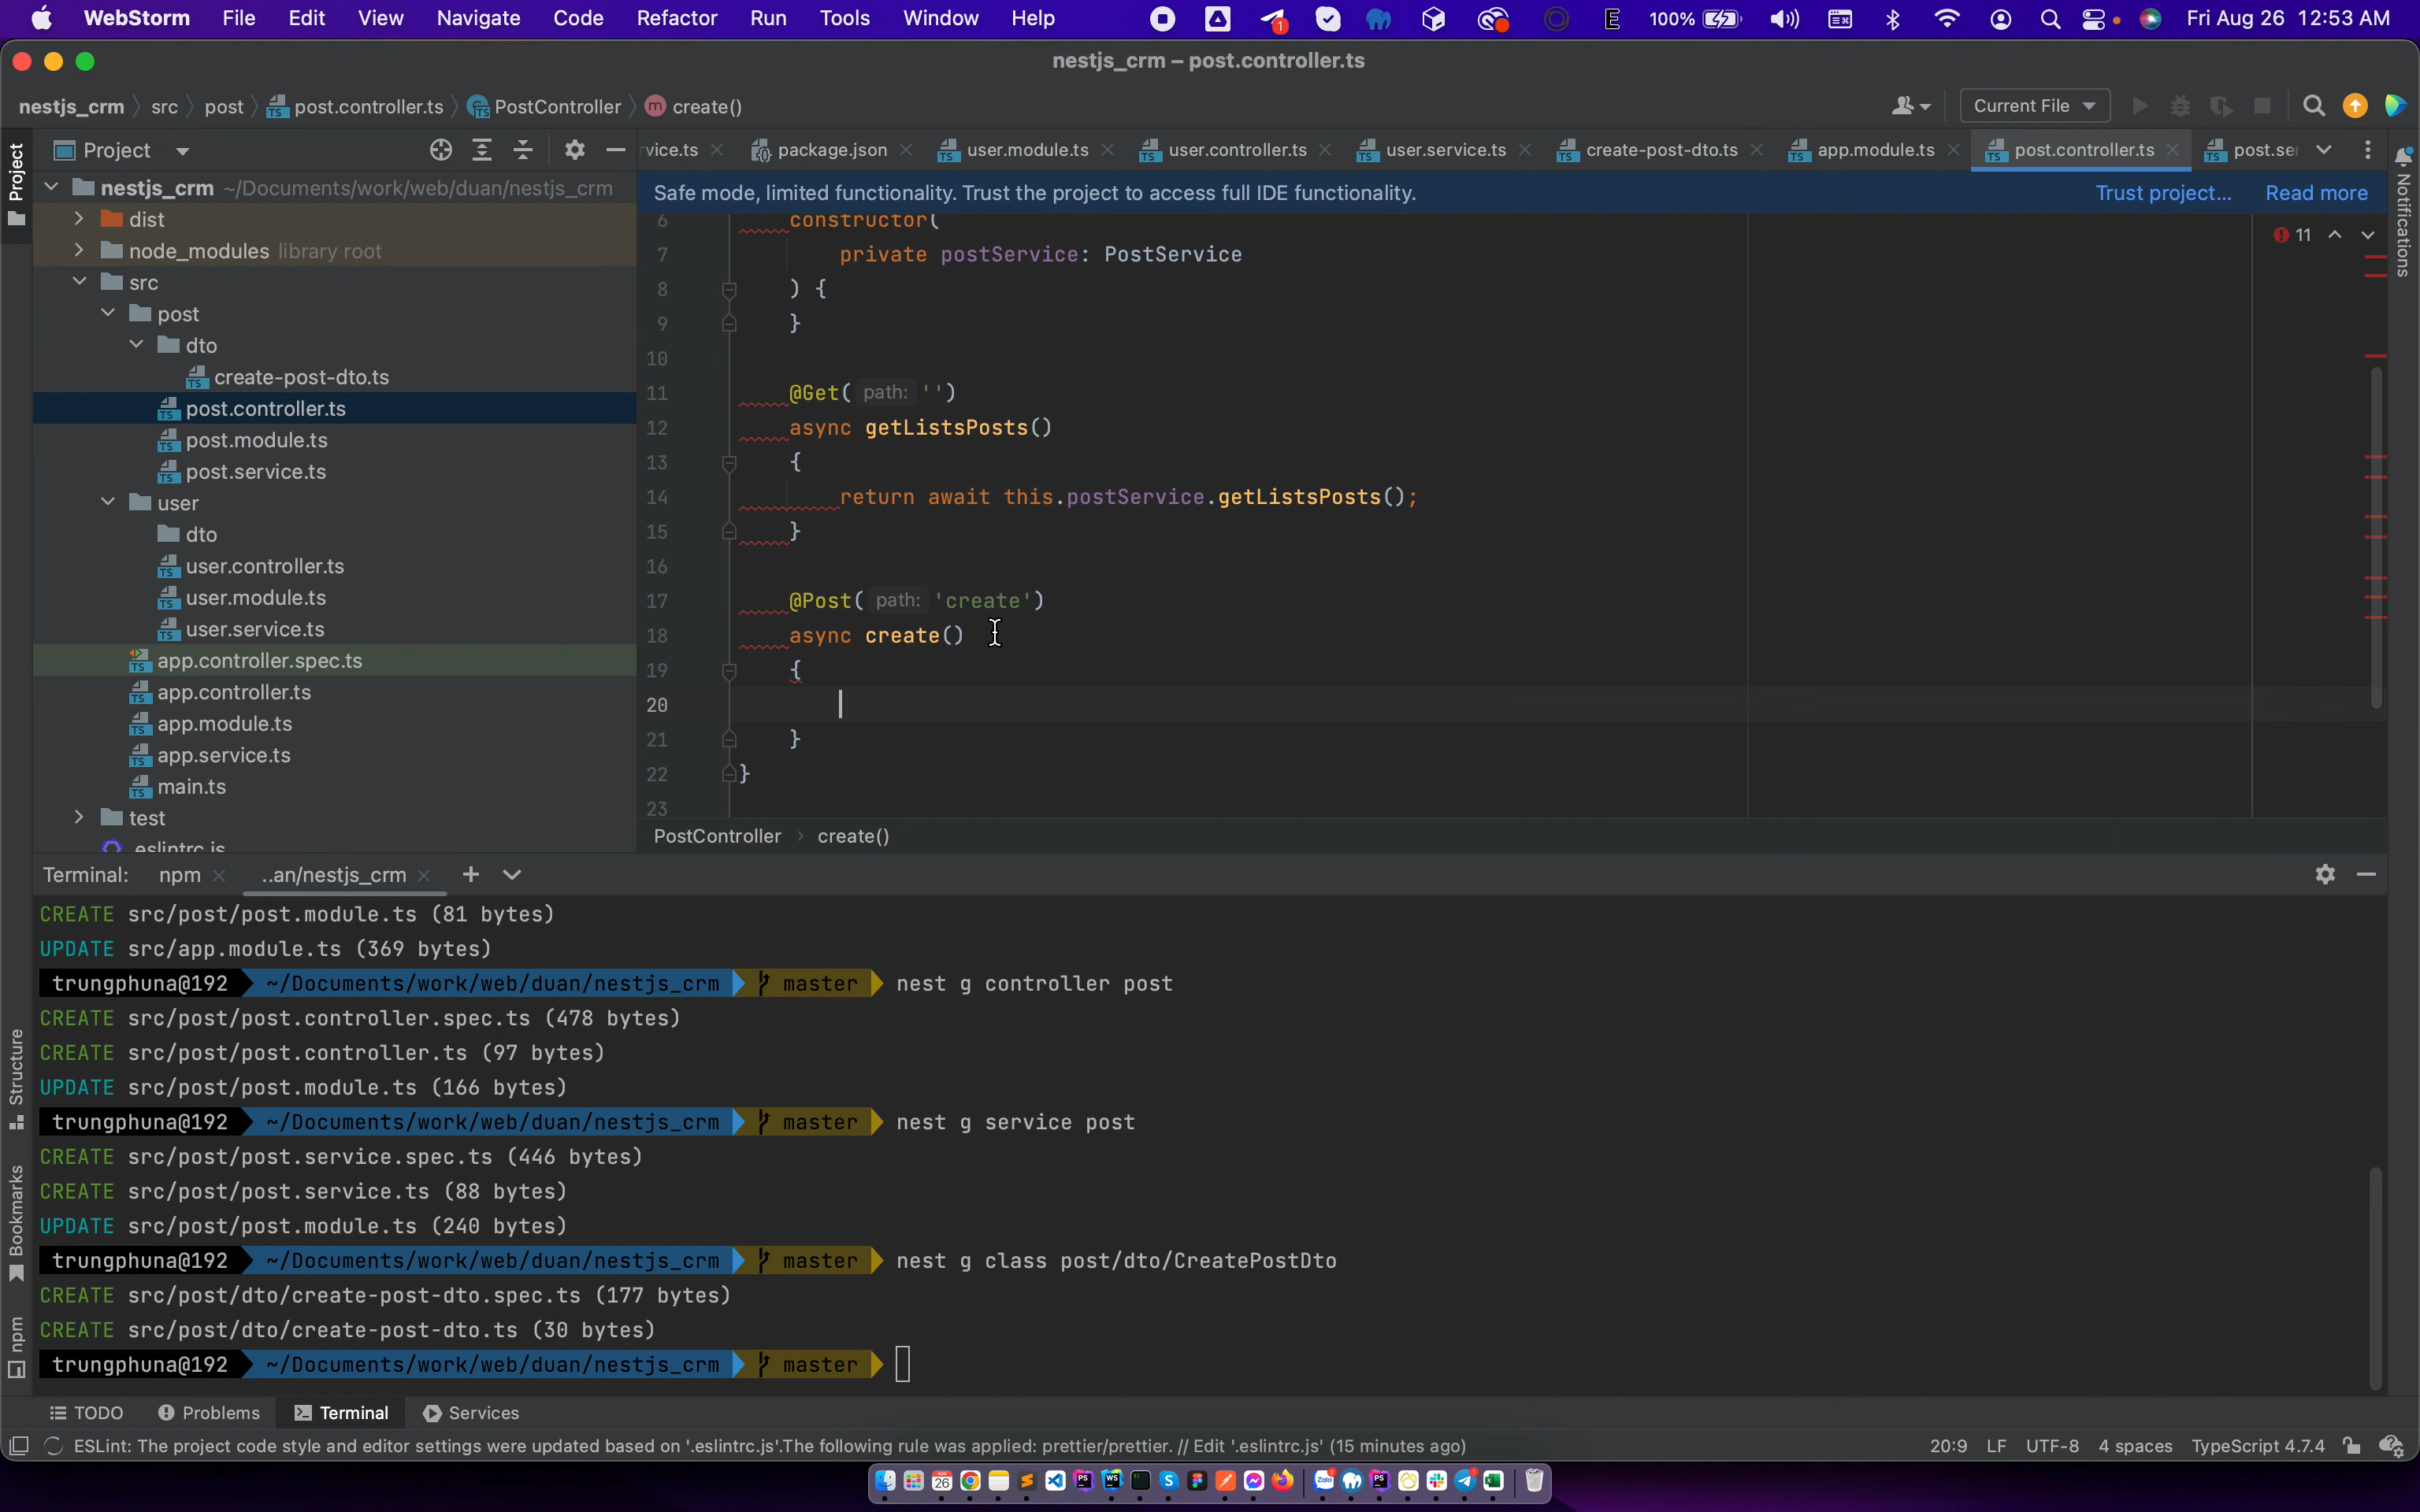 WebStorm File Edit View Navigate Code Refactor Run Tools Window Help 1 E 100% Fri Aug 26 12:53 AM
nestjs_crm – post.controller.ts
nestjs_crm src post post.controller.ts PostController m create() Current File
Project
Project vice.ts package.json user.module.ts user.controller.ts user.service.ts create-post-dto.ts app.module.ts post.controller.ts post.ser
Notifications
nestjs_crm ~/Documents/work/web/duan/nestjs_crm
Safe mode, limited functionality. Trust the project to access full IDE functionality. Trust project... Read more
dist
node_modules library root
src
post
dto
create-post-dto.ts
post.controller.ts
post.module.ts
post.service.ts
user
dto
user.controller.ts
user.module.ts
user.service.ts
app.controller.spec.ts
app.controller.ts
app.module.ts
app.service.ts
main.ts
test
.eslintrc.js
11
6 constructor(
7 private postService: PostService
8 ) {
9 }
10
11 @Get( path: '')
12 async getListsPosts()
13 {
14 return await this.postService.getListsPosts();
15 }
16
17 @Post( path: 'create')
18 async create()
19 {
20
21 }
22 }
23
PostController create()
Terminal: npm ..an/nestjs_crm
CREATE src/post/post.module.ts (81 bytes)
UPDATE src/app.module.ts (369 bytes)
trungphuna@192 ~/Documents/work/web/duan/nestjs_crm master nest g controller post
CREATE src/post/post.controller.spec.ts (478 bytes)
CREATE src/post/post.controller.ts (97 bytes)
UPDATE src/post/post.module.ts (166 bytes)
trungphuna@192 ~/Documents/work/web/duan/nestjs_crm master nest g service post
CREATE src/post/post.service.spec.ts (446 bytes)
CREATE src/post/post.service.ts (88 bytes)
UPDATE src/post/post.module.ts (240 bytes)
trungphuna@192 ~/Documents/work/web/duan/nestjs_crm master nest g class post/dto/CreatePostDto
CREATE src/post/dto/create-post-dto.spec.ts (177 bytes)
CREATE src/post/dto/create-post-dto.ts (30 bytes)
trungphuna@192 ~/Documents/work/web/duan/nestjs_crm master
Structure
Bookmarks
npm
TODO Problems Terminal Services
ESLint: The project code style and editor settings were updated based on '.eslintrc.js'.The following rule was applied: prettier/prettier. // Edit '.eslintrc.js' (15 minutes ago) 20:9 LF UTF-8 4 spaces TypeScript 4.7.4